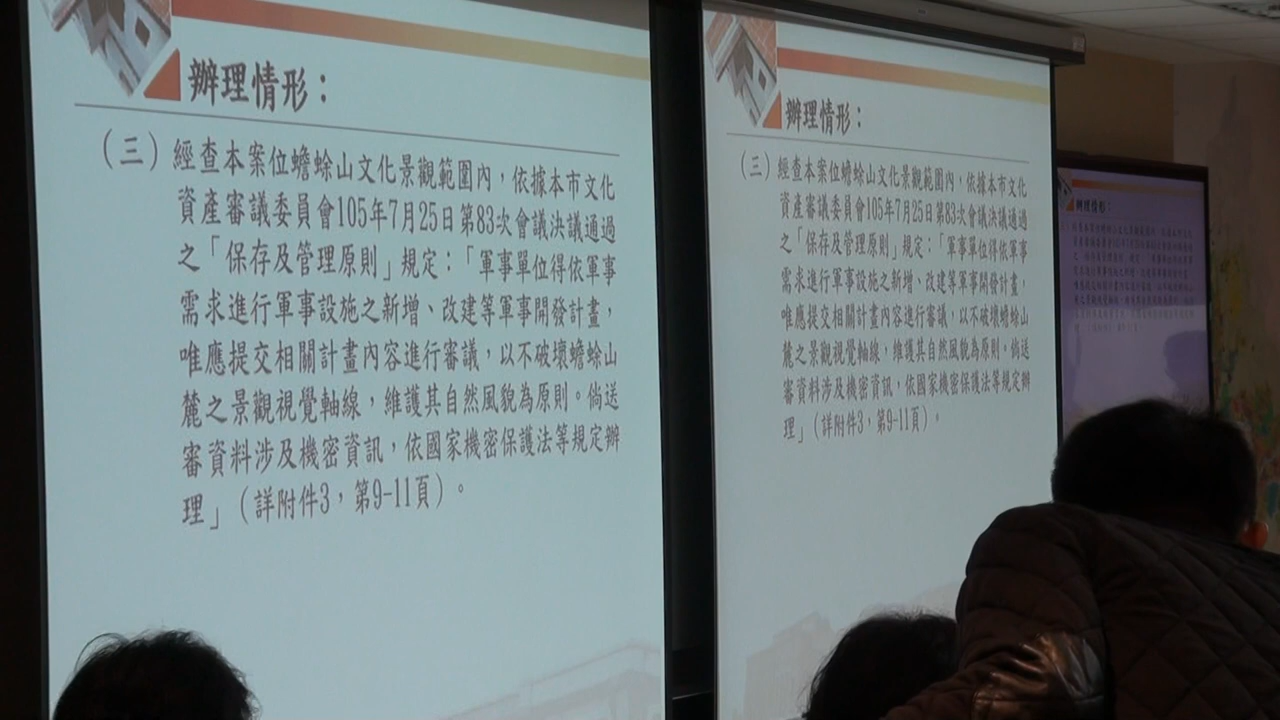 辦理情形：
（三）經查本案位蟾蜍山文化景觀範圍內，依據本市文化
資產審議委員會105年7月25日第83次會議決議通過
之「保存及管理原則」規定：「軍事單位得依軍事
需求進行軍事設施之新增、改建等軍事開發計畫，
唯應提交相關計畫內容進行審議，以不破壞蟾蜍山
麓之景觀視覺軸線，維護其自然風貌為原則。倘送
審資料涉及機密資訊，依國家機密保護法等規定辦
理」（詳附件3，第9-11頁）。
辦理情形：
（三）經查本案位蟾蜍山文化景觀範圍內，依據本市文化
資產審議委員會105年7月25日第83次會議決議通過
之「保存及管理原則」規定：「軍事單位得依軍事
需求進行軍事設施之新增、改建等軍事開發計畫，
唯應提交相關計畫內容進行審議，以不破壞蟾蜍山
麓之景觀視覺軸線，維護其自然風貌為原則。倘送
審資料涉及機密資訊，依國家機密保護法等規定辦
理」（詳附件3，第9-11頁）。
辦理情形：